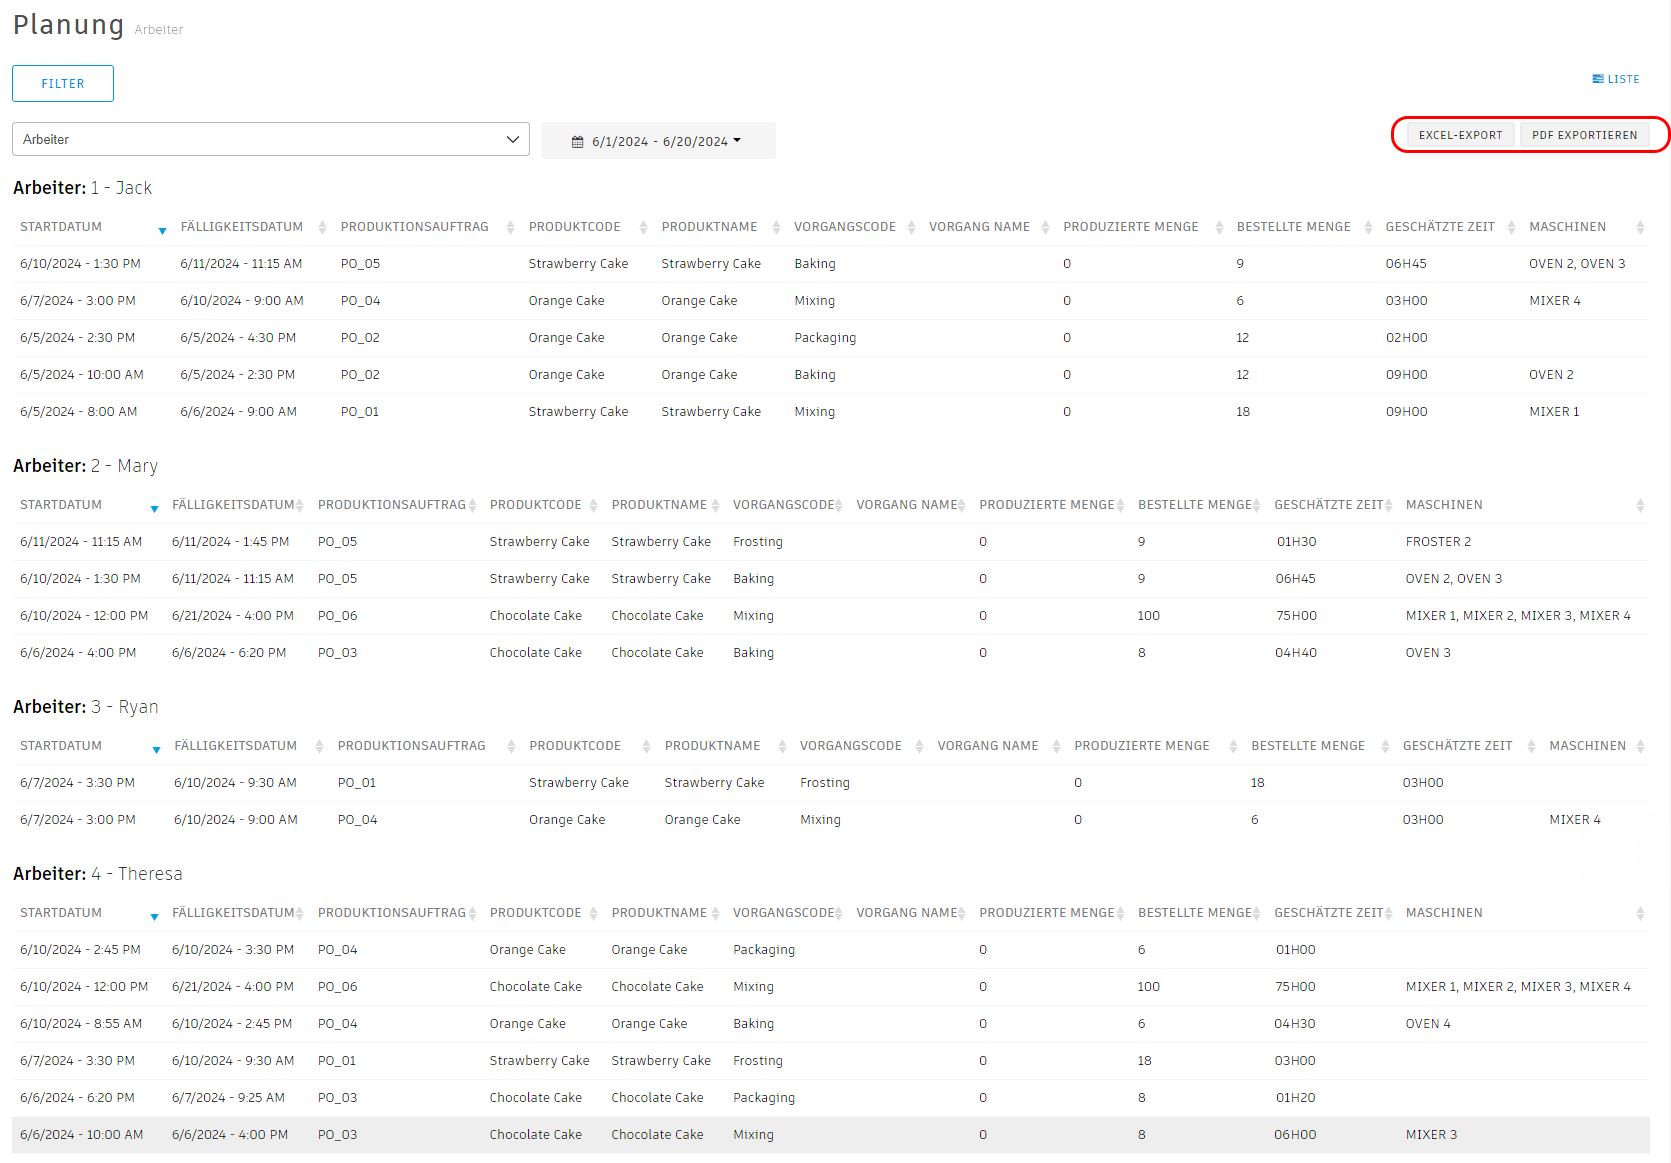 Planung Arbeiter
FILTER
LISTE
Arbeiter
6/1/2024 - 6/20/2024
EXCEL-EXPORT PDF EXPORTIEREN
Arbeiter: 1 - Jack
STARTDATUM FÄLLIGKEITSDATUM PRODUKTIONSAUFTRAG PRODUKTCODE PRODUKTNAME VORGANGSCODE VORGANG NAME PRODUZIERTE MENGE BESTELLTE MENGE GESCHÄTZTE ZEIT MASCHINEN
6/10/2024 - 1:30 PM 6/11/2024 - 11:15 AM PO_05 Strawberry Cake Strawberry Cake Baking 0 9 06H45 OVEN 2, OVEN 3
6/7/2024 - 3:00 PM 6/10/2024 - 9:00 AM PO_04 Orange Cake Orange Cake Mixing 0 6 03H00 MIXER 4
6/5/2024 - 2:30 PM 6/5/2024 - 4:30 PM PO_02 Orange Cake Orange Cake Packaging 0 12 02H00
6/5/2024 - 10:00 AM 6/5/2024 - 2:30 PM PO_02 Orange Cake Orange Cake Baking 0 12 09H00 OVEN 2
6/5/2024 - 8:00 AM 6/6/2024 - 9:00 AM PO_01 Strawberry Cake Strawberry Cake Mixing 0 18 09H00 MIXER 1
Arbeiter: 2 - Mary
STARTDATUM FÄLLIGKEITSDATUM PRODUKTIONSAUFTRAG PRODUKTCODE PRODUKTNAME VORGANGSCODE VORGANG NAME PRODUZIERTE MENGE BESTELLTE MENGE GESCHÄTZTE ZEIT MASCHINEN
6/11/2024 - 11:15 AM 6/11/2024 - 1:45 PM PO_05 Strawberry Cake Strawberry Cake Frosting 0 9 01H30 FROSTER 2
6/10/2024 - 1:30 PM 6/11/2024 - 11:15 AM PO_05 Strawberry Cake Strawberry Cake Baking 0 9 06H45 OVEN 2, OVEN 3
6/10/2024 - 12:00 PM 6/21/2024 - 4:00 PM PO_06 Chocolate Cake Chocolate Cake Mixing 0 100 75H00 MIXER 1, MIXER 2, MIXER 3, MIXER 4
6/6/2024 - 4:00 PM 6/6/2024 - 6:20 PM PO_03 Chocolate Cake Chocolate Cake Baking 0 8 04H40 OVEN 3
Arbeiter: 3 - Ryan
STARTDATUM FÄLLIGKEITSDATUM PRODUKTIONSAUFTRAG PRODUKTCODE PRODUKTNAME VORGANGSCODE VORGANG NAME PRODUZIERTE MENGE BESTELLTE MENGE GESCHÄTZTE ZEIT MASCHINEN
6/7/2024 - 3:30 PM 6/10/2024 - 9:30 AM PO_01 Strawberry Cake Strawberry Cake Frosting 0 18 03H00
6/7/2024 - 3:00 PM 6/10/2024 - 9:00 AM PO_04 Orange Cake Orange Cake Mixing 0 6 03H00 MIXER 4
Arbeiter: 4 - Theresa
STARTDATUM FÄLLIGKEITSDATUM PRODUKTIONSAUFTRAG PRODUKTCODE PRODUKTNAME VORGANGSCODE VORGANG NAME PRODUZIERTE MENGE BESTELLTE MENGE GESCHÄTZTE ZEIT MASCHINEN
6/10/2024 - 2:45 PM 6/10/2024 - 3:30 PM PO_04 Orange Cake Orange Cake Packaging 0 6 01H00
6/10/2024 - 12:00 PM 6/21/2024 - 4:00 PM PO_06 Chocolate Cake Chocolate Cake Mixing 0 100 75H00 MIXER 1, MIXER 2, MIXER 3, MIXER 4
6/10/2024 - 8:55 AM 6/10/2024 - 2:45 PM PO_04 Orange Cake Orange Cake Baking 0 6 04H30 OVEN 4
6/7/2024 - 3:30 PM 6/10/2024 - 9:30 AM PO_01 Strawberry Cake Strawberry Cake Frosting 0 18 03H00
6/6/2024 - 6:20 PM 6/7/2024 - 9:25 AM PO_03 Chocolate Cake Chocolate Cake Packaging 0 8 01H20
6/6/2024 - 10:00 AM 6/6/2024 - 4:00 PM PO_03 Chocolate Cake Chocolate Cake Mixing 0 8 06H00 MIXER 3